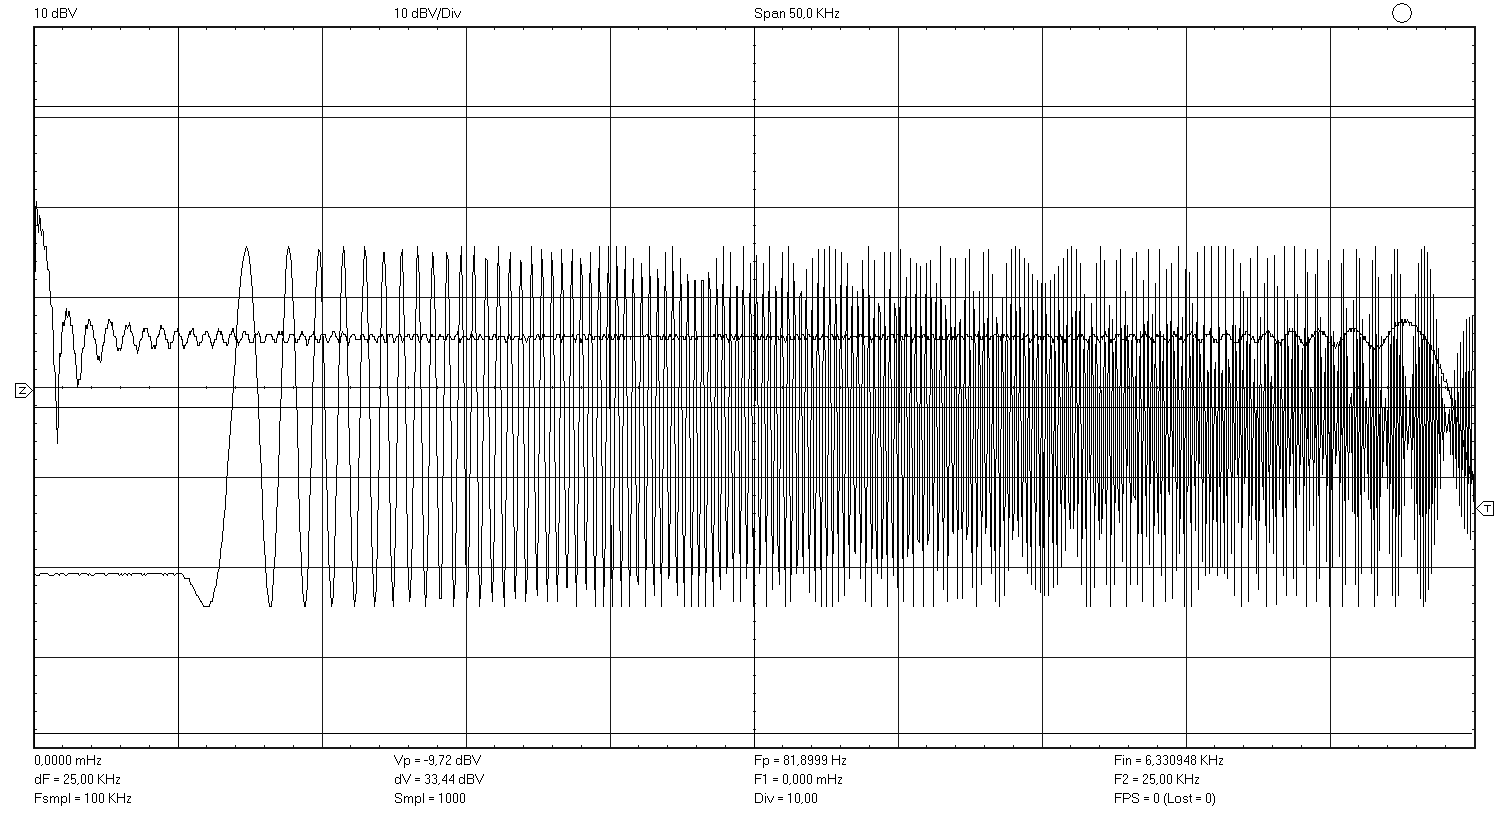 10 dBV 10 dBV/Div Span 50,0 KHz
Z
T
0,0000 mHz Vp = -9,72 dBV Fp = 81,8999 Hz Fin = 6,330948 KHz
dF = 25,00 KHz dV = 33,44 dBV F1 = 0,000 mHz F2 = 25,00 KHz
Fsmpl = 100 KHz Smpl = 1000 Div = 10,00 FPS = 0 (Lost = 0)